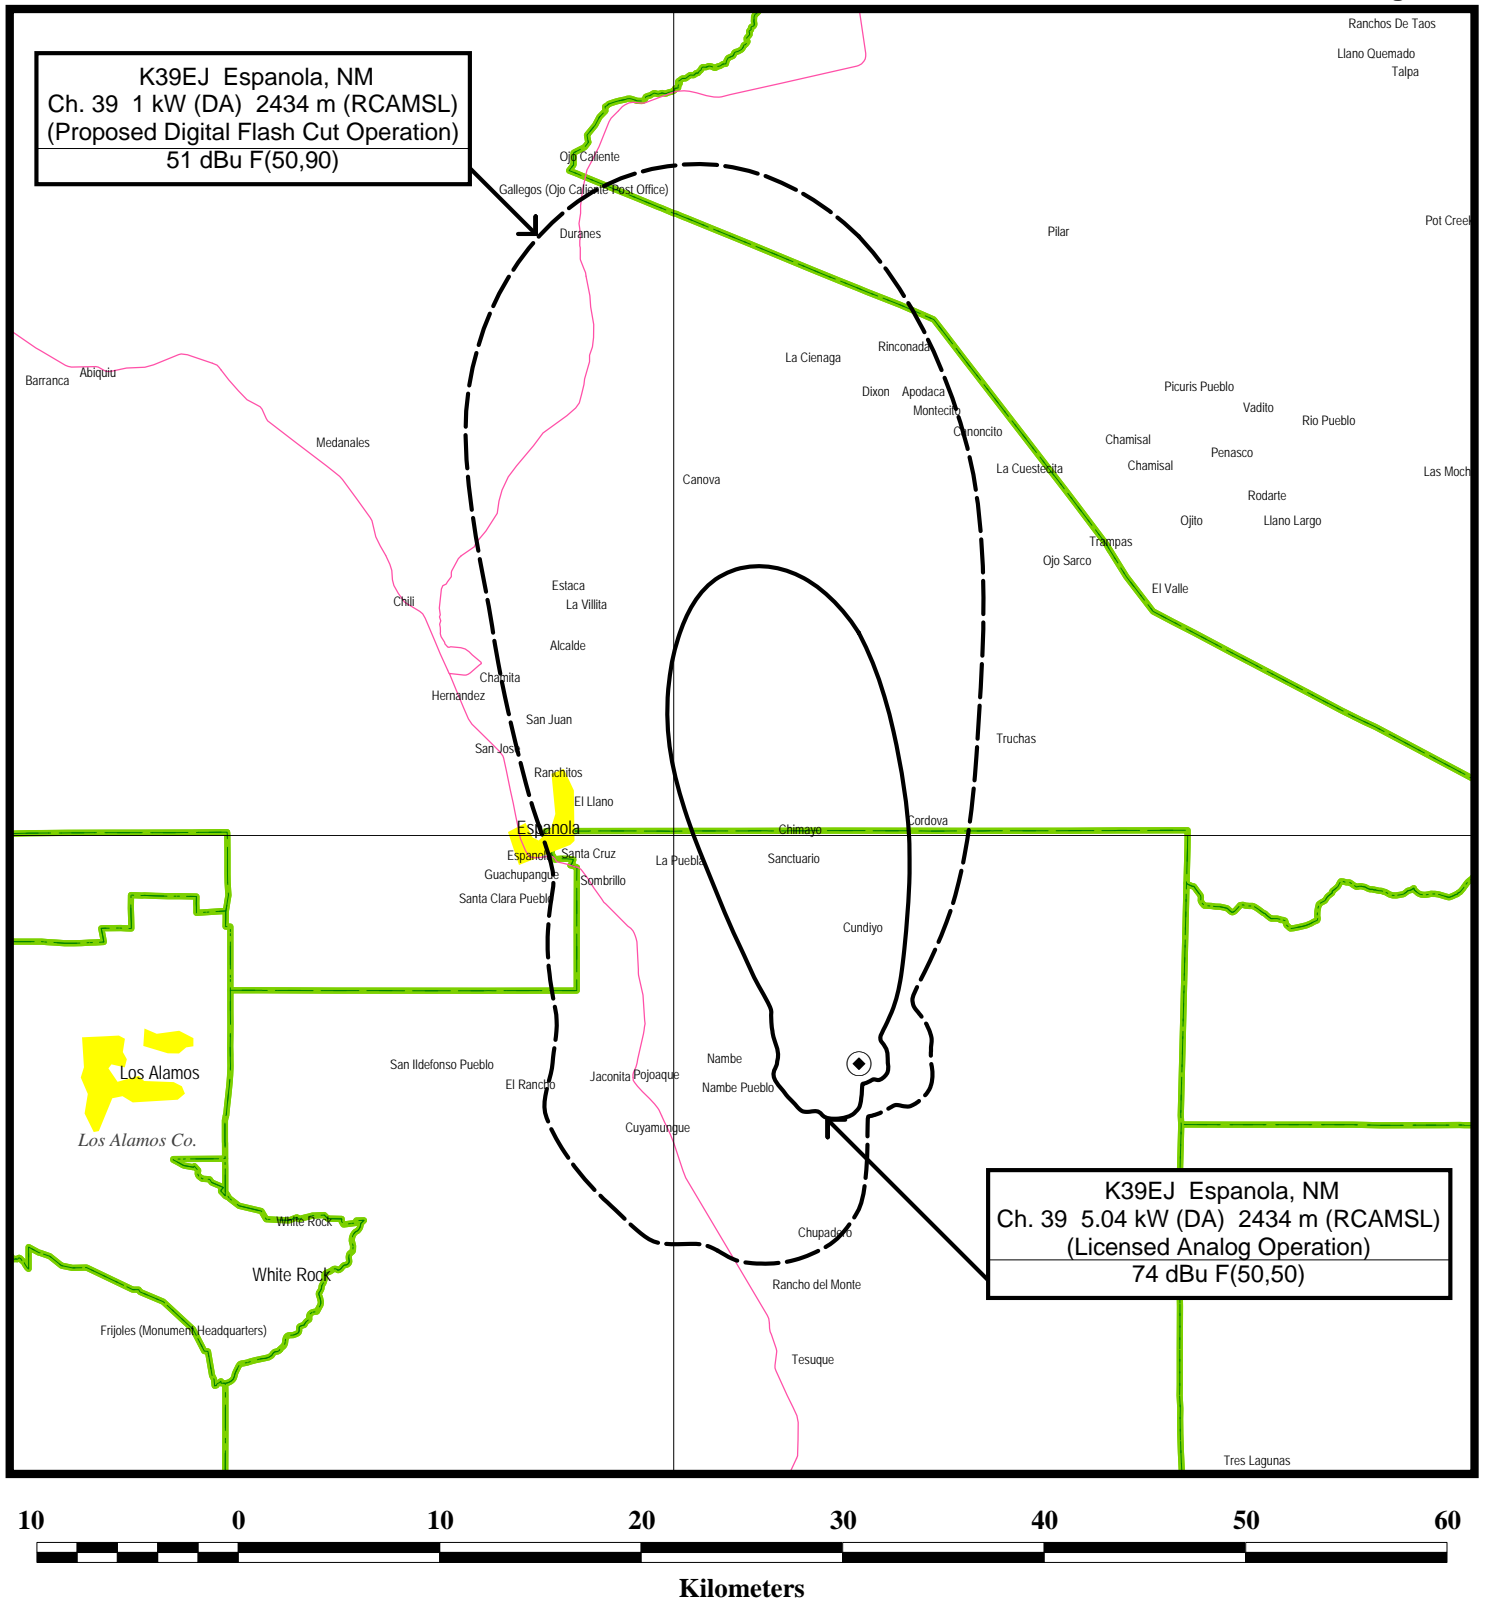 Ranchos De Taos
Llano Quemado
Talpa
K39EJ  Espanola, NM
Ch. 39  1 kW (DA)  2434 m (RCAMSL)
(Proposed Digital Flash Cut Operation)
51 dBu F(50,90)
Ojo Caliente
Gallegos (Ojo Caliente Post Office)
Duranes
Pilar
Pot Creek
La Cienaga
Rinconada
Barranca
Abiquiu
Dixon
Apodaca
Montecito
Picuris Pueblo
Vadito
Rio Pueblo
Medanales
Canoncito
Chamisal
Penasco
La Cuestecita
Chamisal
Las Moch
Canova
Rodarte
Ojito
Llano Largo
Trampas
Ojo Sarco
Estaca
El Valle
Chili
La Villita
Alcalde
Chamita
Hernandez
San Juan
San Jose
Truchas
Ranchitos
El Llano
Espanola
Chimayo
Cordova
Espanola
Santa Cruz
La Puebla
Sanctuario
Guachupangue
Sombrillo
Santa Clara Pueblo
Cundiyo
San Ildefonso Pueblo
Nambe
Los Alamos
El Rancho
Jaconita
Pojoaque
Nambe Pueblo
Los Alamos Co.
Cuyamungue
K39EJ  Espanola, NM
Ch. 39  5.04 kW (DA)  2434 m (RCAMSL)
(Licensed Analog Operation)
74 dBu F(50,50)
White Rock
Chupadero
White Rock
Rancho del Monte
Frijoles (Monument Headquarters)
Tesuque
Tres Lagunas
10 0 10 20 30 40 50 60
Kilometers